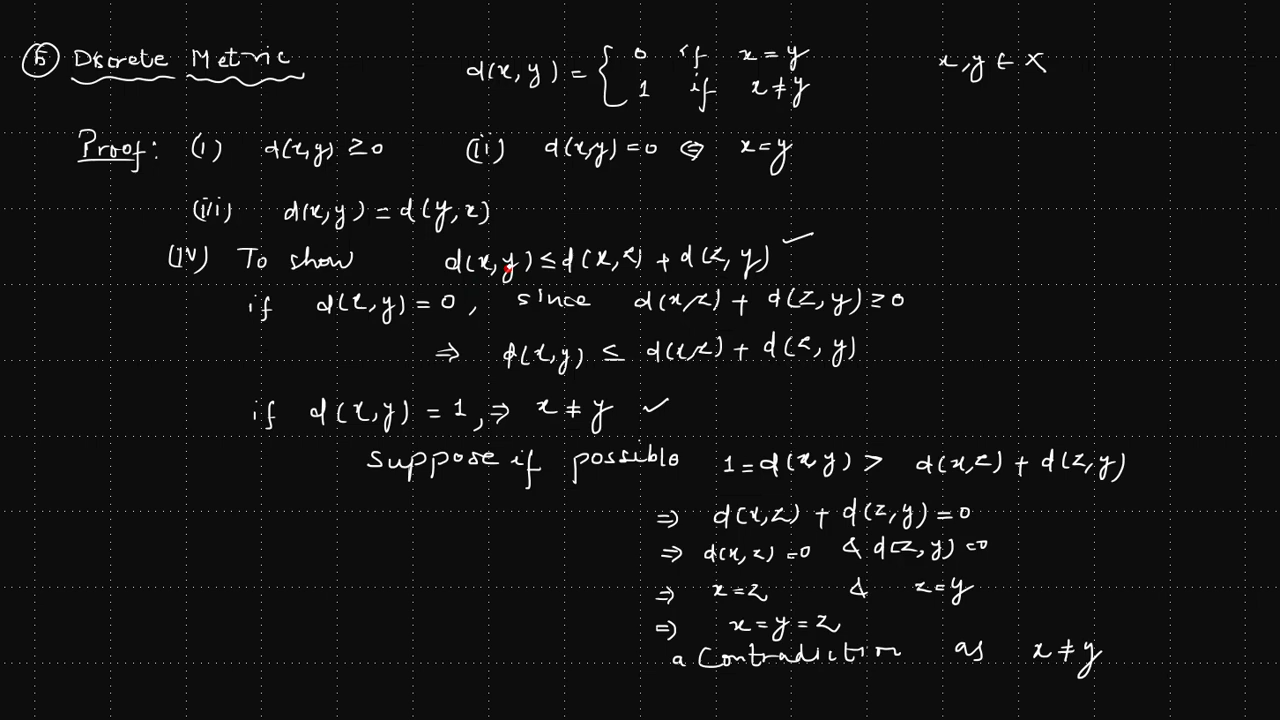 (5) Discrete Metric d(x,y) = { 0 if x = y x,y ∈ X
1 if x ≠ y
Proof: (i) d(x,y) ≥ 0 (ii) d(x,y) = 0 ⇔ x = y
(iii) d(x,y) = d(y,x)
(iv) To show d(x,y) ≤ d(x,z) + d(z,y) ✓
if d(x,y) = 0, since d(x,z) + d(z,y) ≥ 0
⇒ d(x,y) ≤ d(x,z) + d(z,y)
if d(x,y) = 1, ⇒ x ≠ y ✓
suppose if possible 1 = d(x,y) > d(x,z) + d(z,y)
⇒ d(x,z) + d(z,y) = 0
⇒ d(x,z) = 0 & d(z,y) = 0
⇒ x = z & z = y
⇒ x = y = z
a Contradiction as x ≠ y